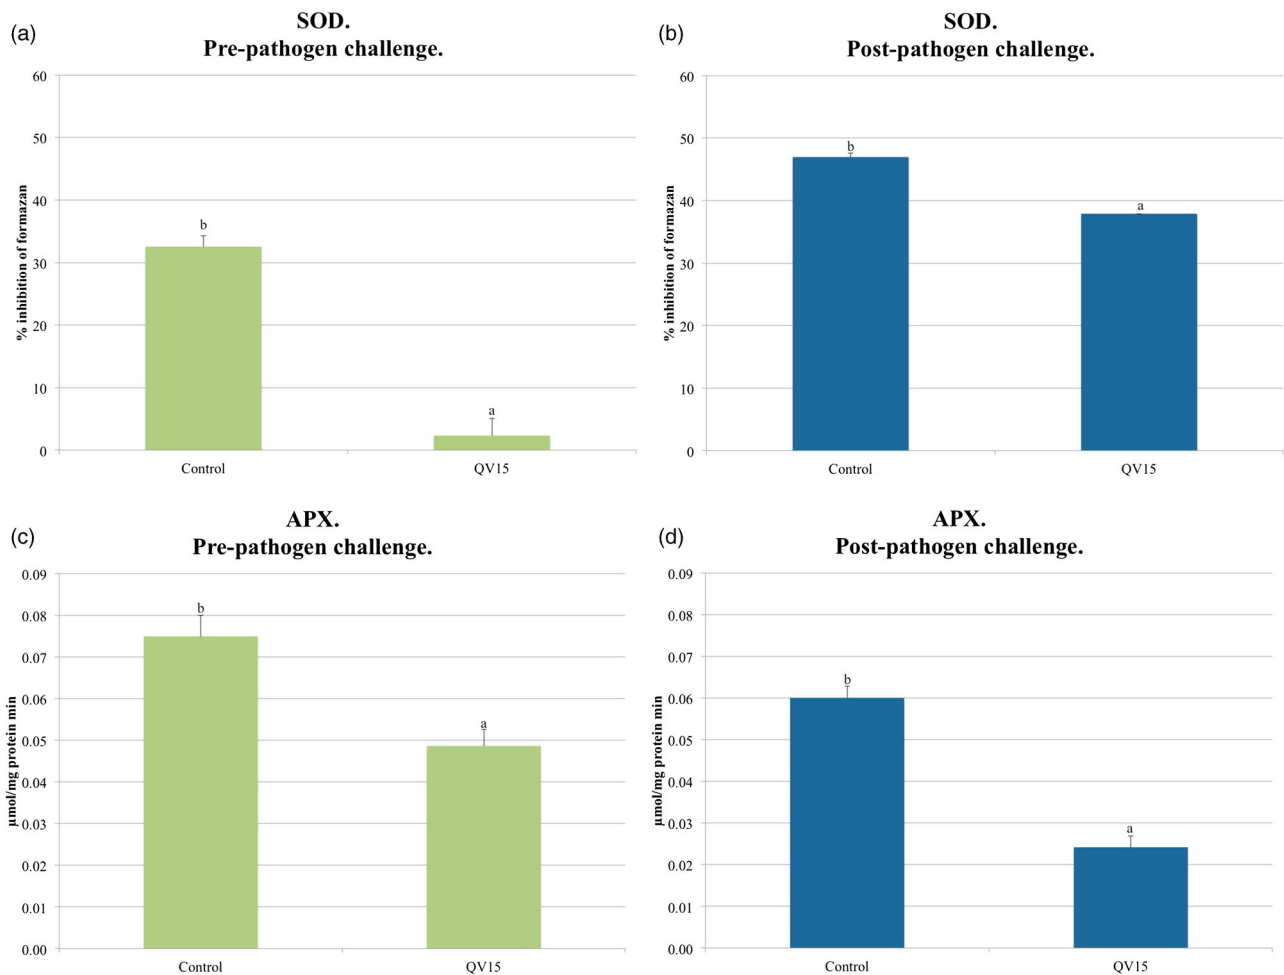 (a)
SOD.
Pre-pathogen challenge.
% inhibition of formazan
60
50
40
30
20
10
0
b
a
Control
QV15
(b)
SOD.
Post-pathogen challenge.
% inhibition of formazan
60
50
40
30
20
10
0
b
a
Control
QV15
(c)
APX.
Pre-pathogen challenge.
µmol/mg protein min
0.09
0.08
0.07
0.06
0.05
0.04
0.03
0.02
0.01
0.00
b
a
Control
QV15
(d)
APX.
Post-pathogen challenge.
µmol/mg protein min
0.09
0.08
0.07
0.06
0.05
0.04
0.03
0.02
0.01
0.00
b
a
Control
QV15